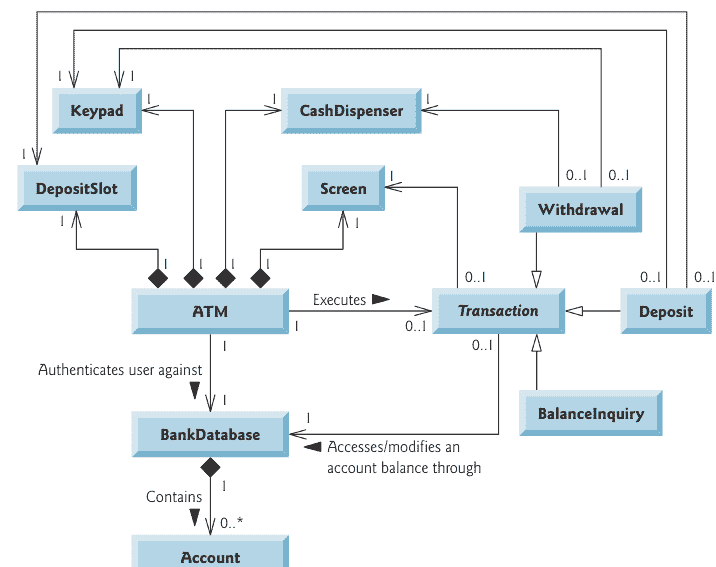 1
1
1
Keypad
1
CashDispenser
1
1
DepositSlot
Screen
1
0..1
0..1
Withdrawal
1
1
1
1
1
1
1
0..1
0..1
0..1
ATM
Executes
1
0..1
Transaction
Deposit
1
0..1
Authenticates user against
1
1
BankDatabase
BalanceInquiry
Accesses/modifies an
account balance through
1
Contains
0..*
Account